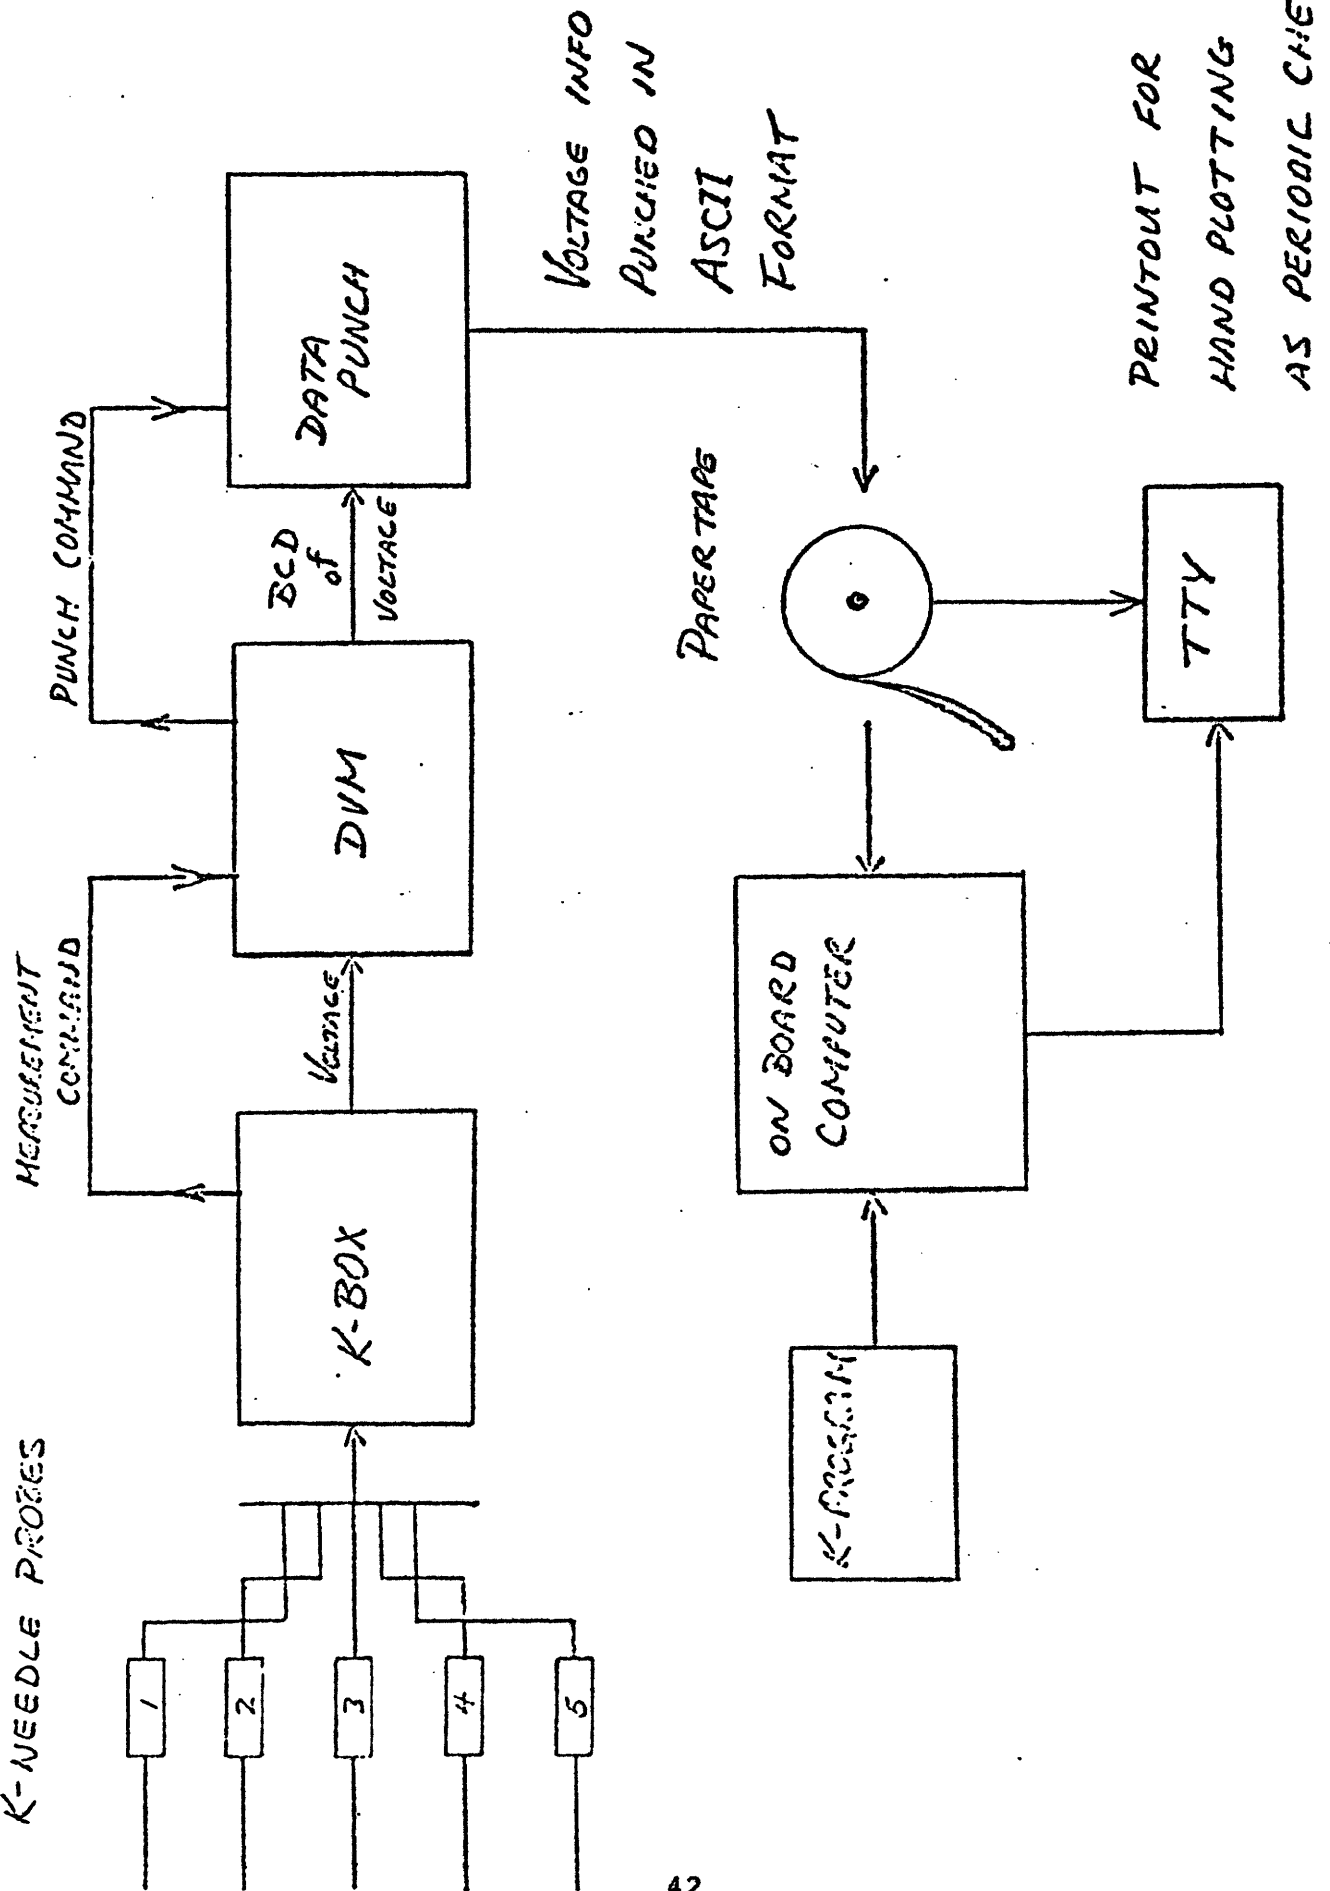 K-NEEDLE PROBES
1
2
3
4
5
K-BOX
MEASUREMENT
COMMAND
VOLTAGE
DVM
PUNCH COMMAND
BCD
of
VOLTAGE
DATA
PUNCH
VOLTAGE INFO
PUNCHED IN
ASCII
FORMAT
PAPER TAPE
K-PROGRAM
ON BOARD
COMPUTER
TTY
PRINTOUT FOR
HAND PLOTTING
AS PERIODIC CHE
42